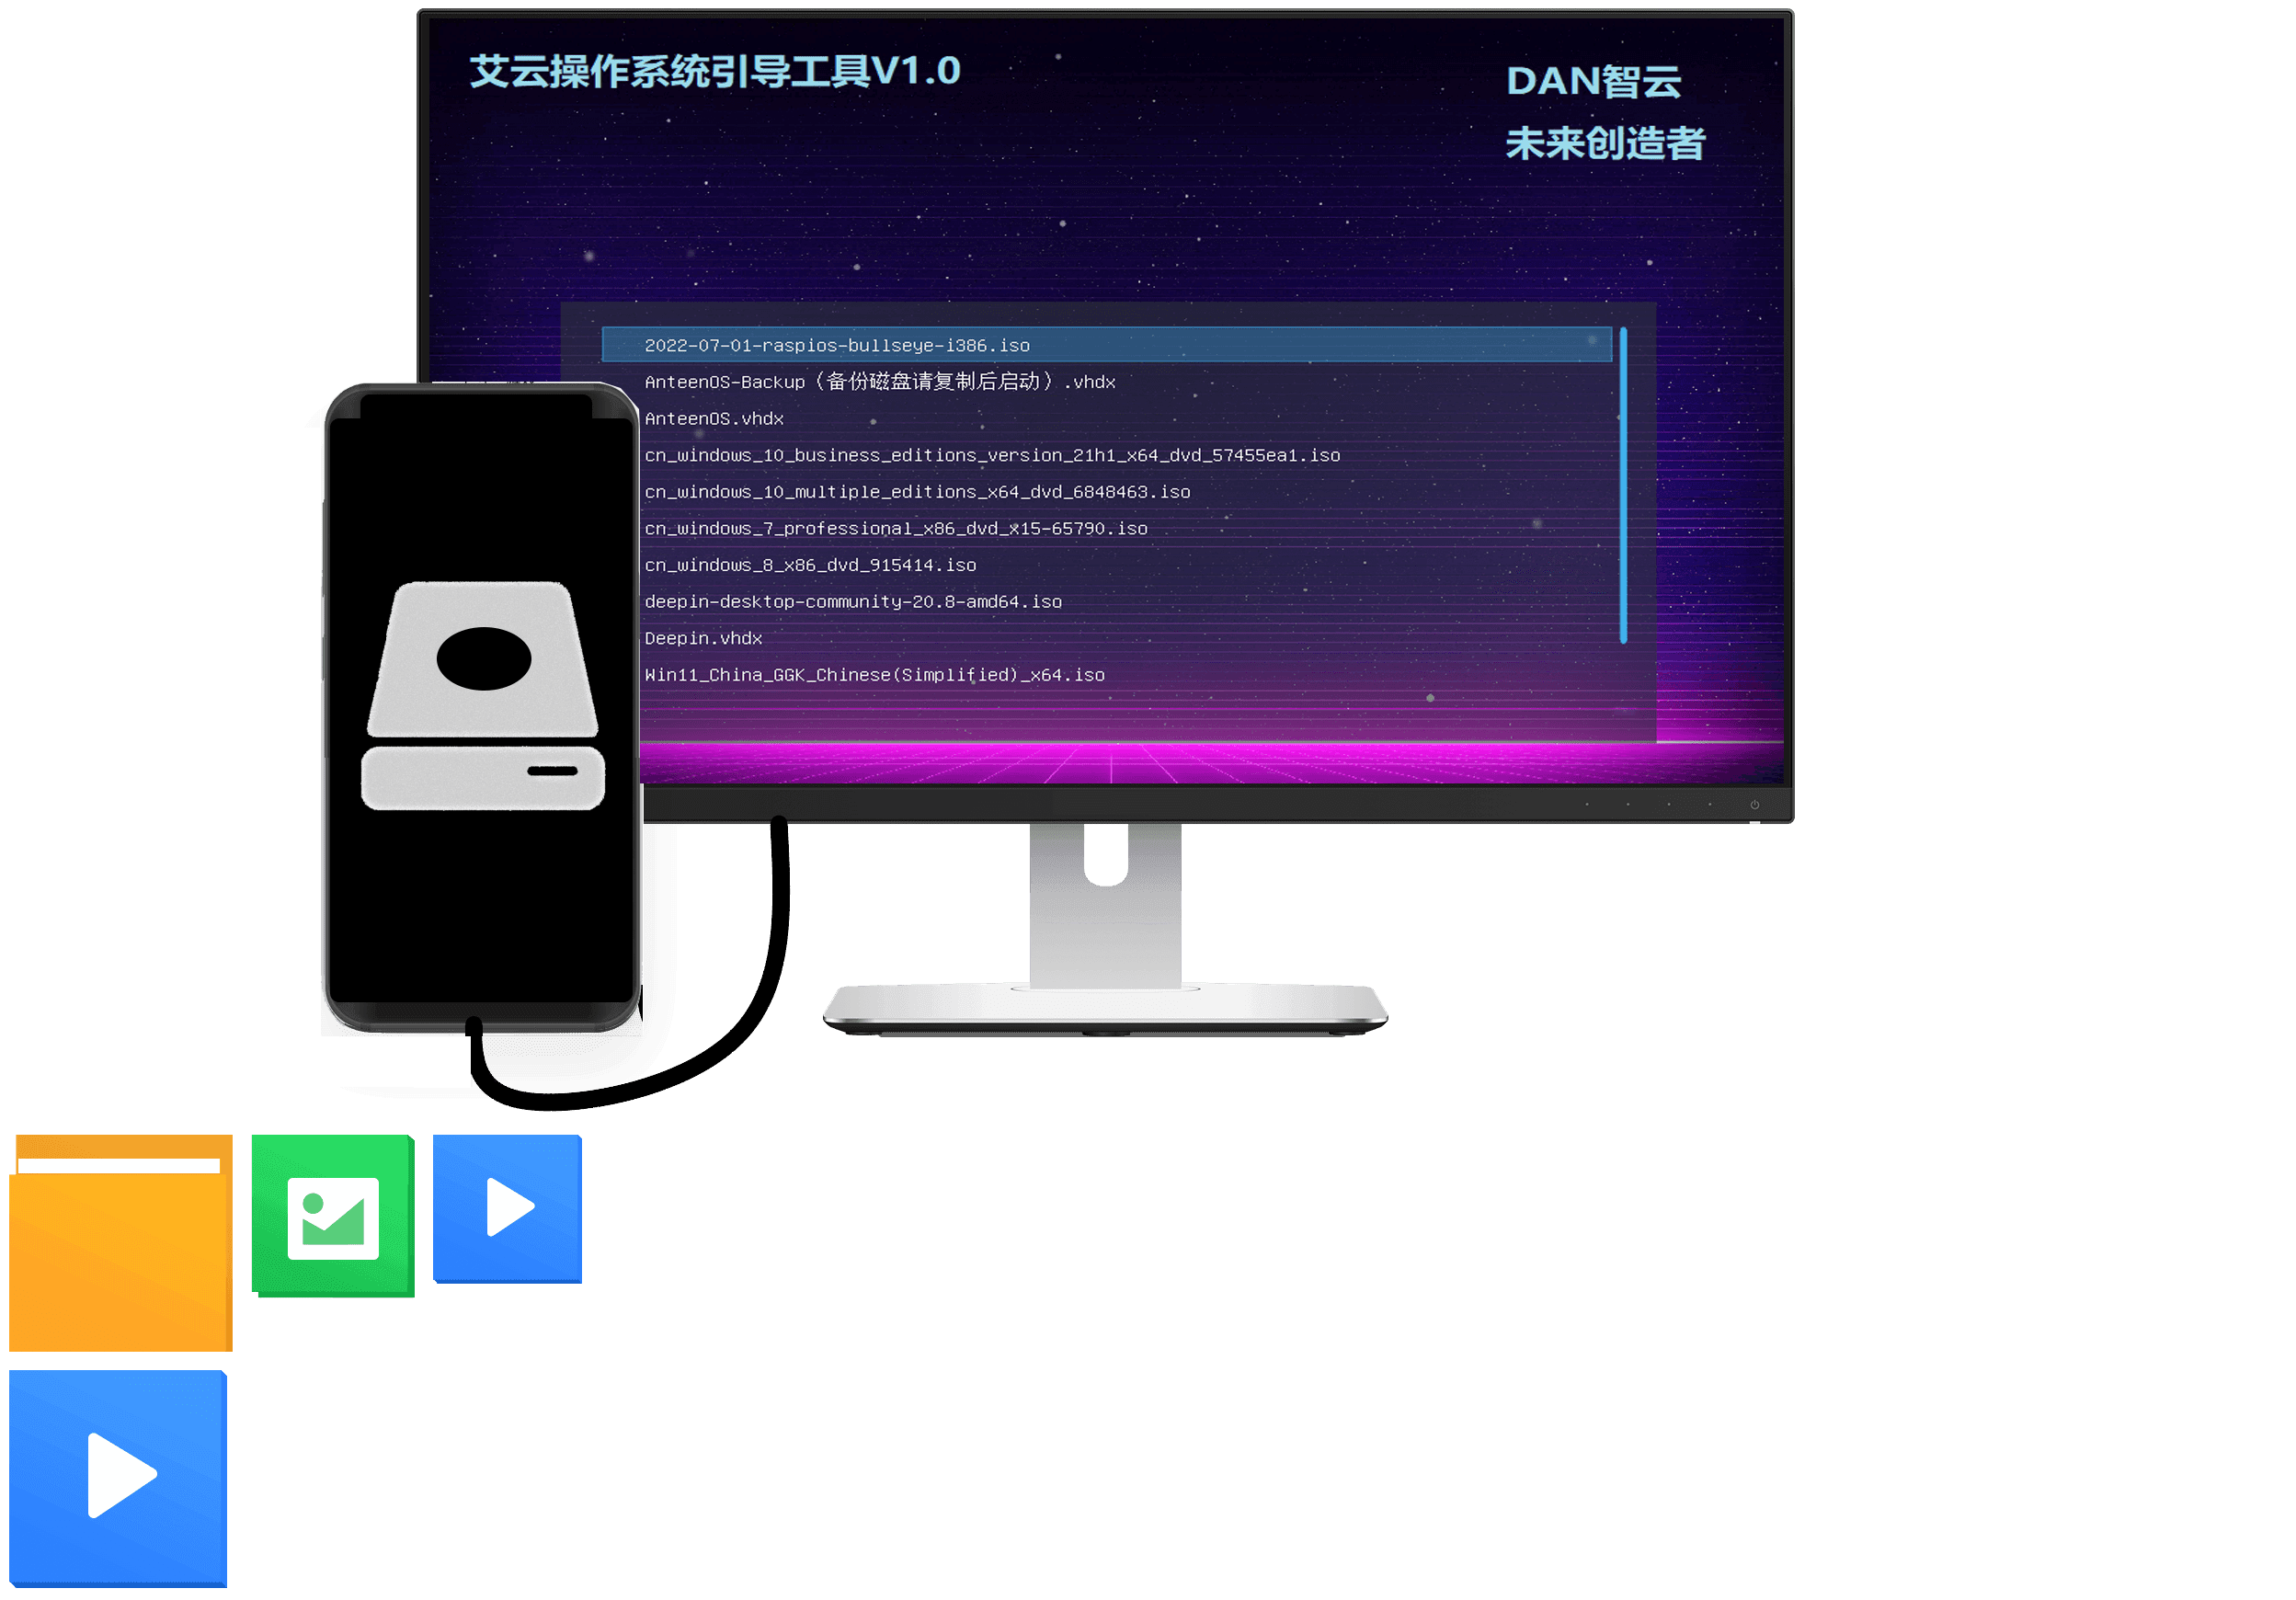 艾云操作系统引导工具V1.0
DAN智云
未来创造者
2022-07-01-raspios-bullseye-i386.iso
AnteenOS-Backup（备份磁盘请复制后启动）.vhdx
AnteenOS.vhdx
cn_windows_10_business_editions_version_21h1_x64_dvd_57455ea1.iso
cn_windows_10_multiple_editions_x64_dvd_6848463.iso
cn_windows_7_professional_x86_dvd_x15-65790.iso
cn_windows_8_x86_dvd_915414.iso
deepin-desktop-community-20.8-amd64.iso
Deepin.vhdx
Win11_China_GGK_Chinese(Simplified)_x64.iso